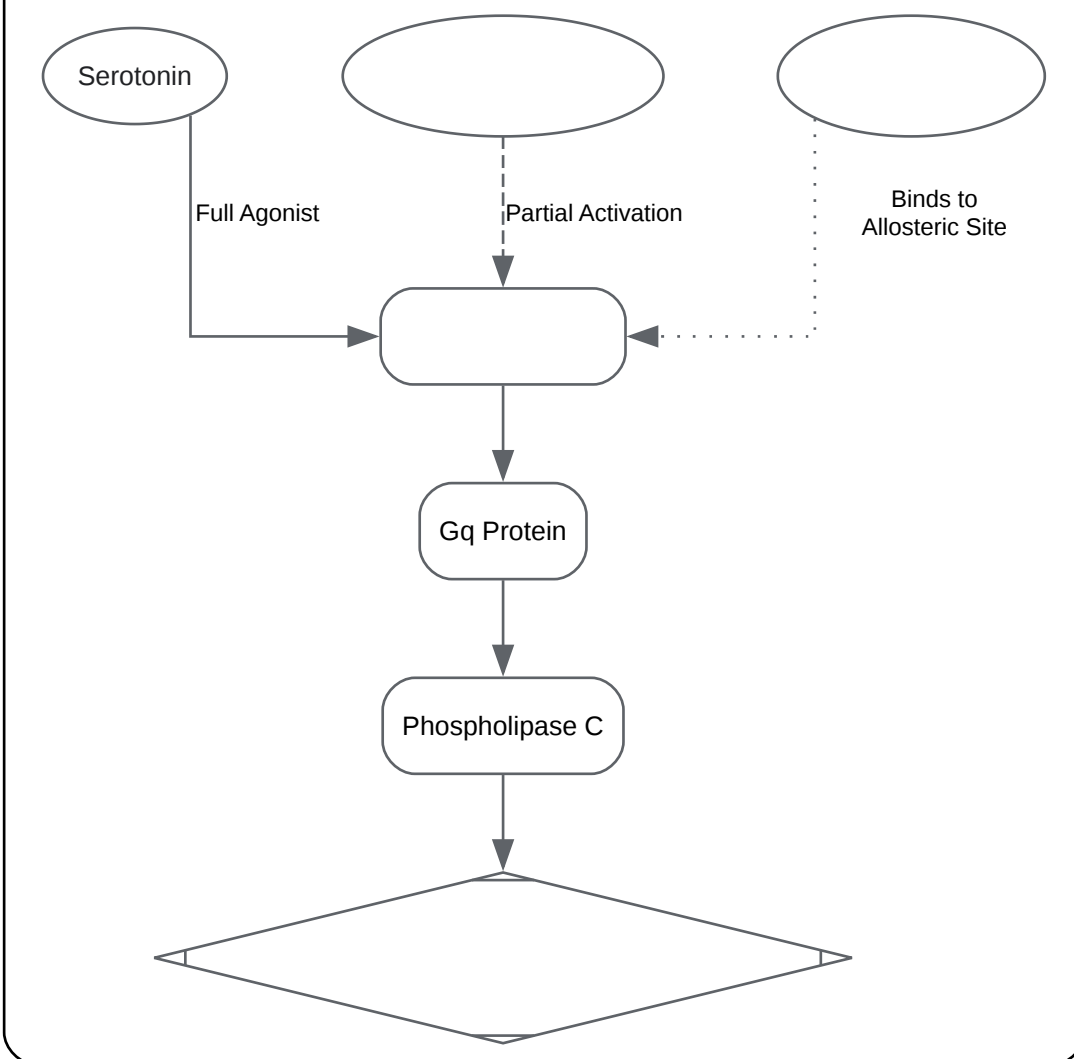 Serotonin
Full Agonist
Partial Activation
Binds to
Allosteric Site
Gq Protein
Phospholipase C